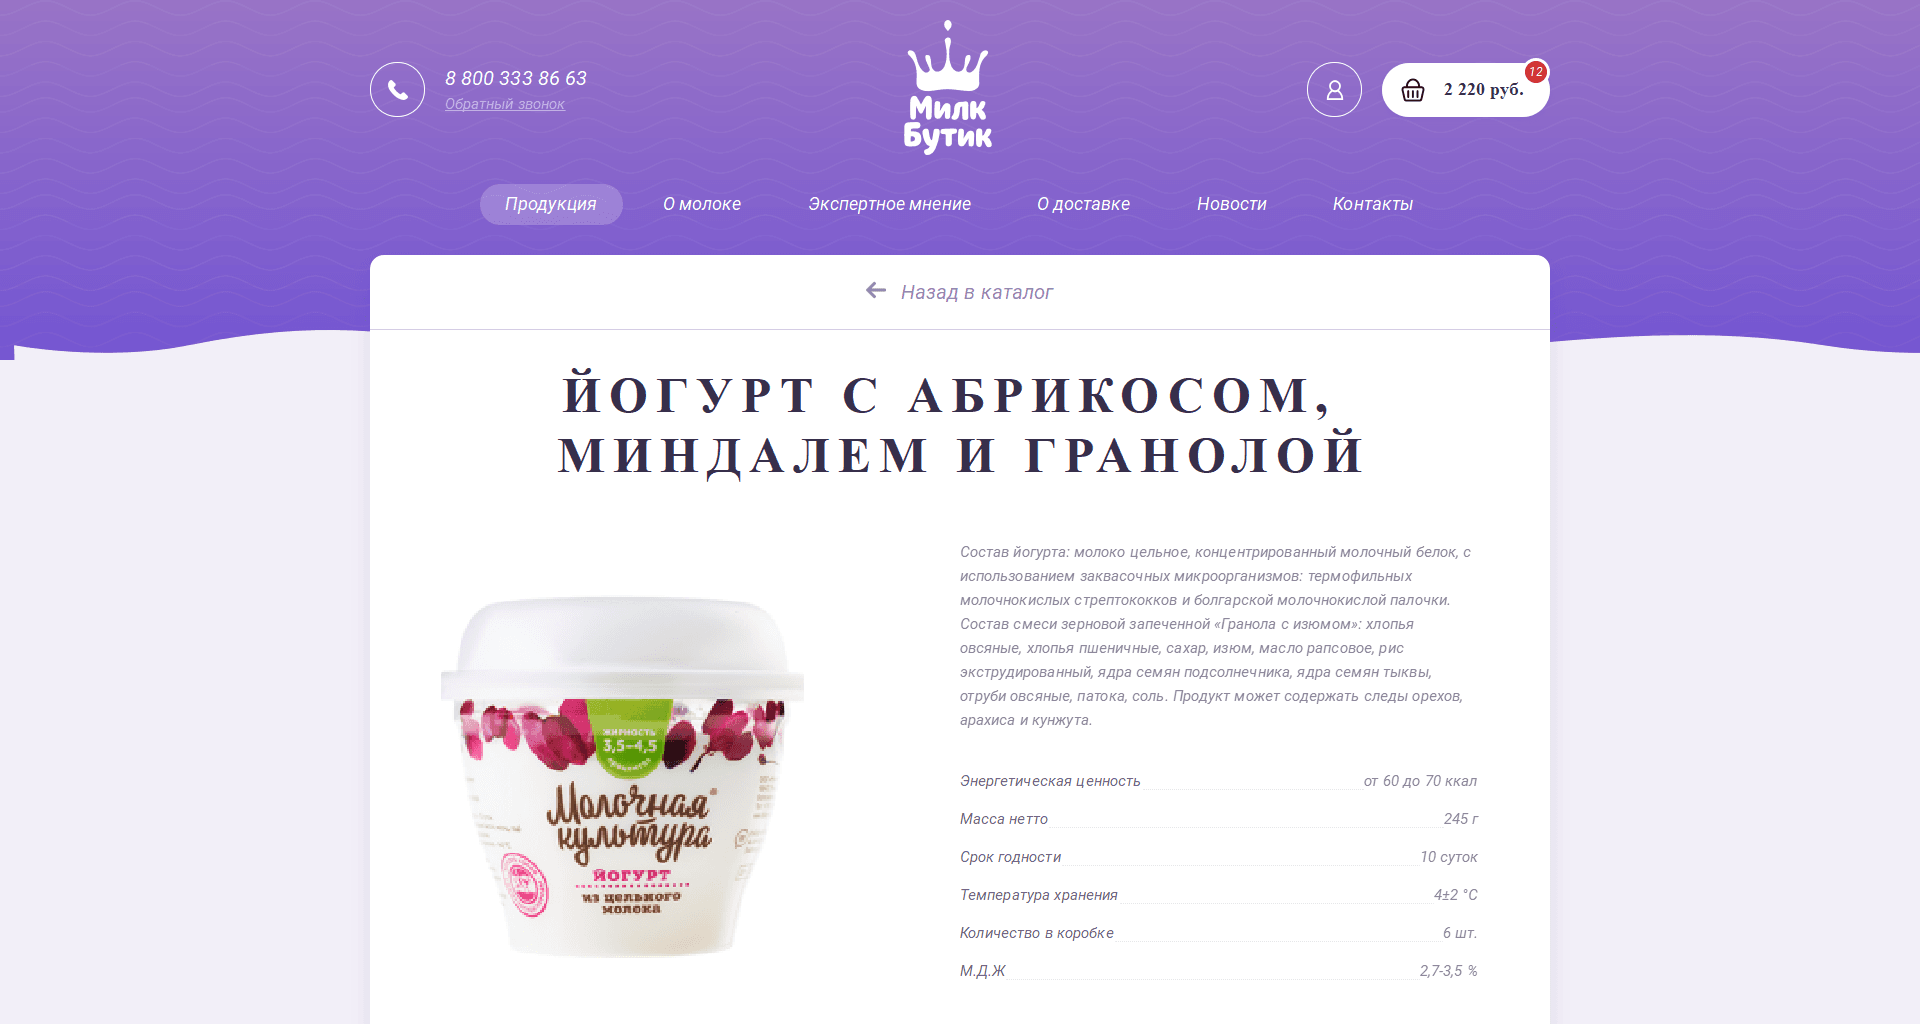 8 800 333 86 63
Обратный звонок
Милк
Бутик
12
2 220 руб.
Продукция
О молоке
Экспертное мнение
О доставке
Новости
Контакты
Назад в каталог
ЙОГУРТ С АБРИКОСОМ,
МИНДАЛЕМ И ГРАНОЛОЙ
Состав йогурта: молоко цельное, концентрированный молочный белок, с
использованием заквасочных микроорганизмов: термофильных
молочнокислых стрептококков и болгарской молочнокислой палочки.
Состав смеси зерновой запеченной «Гранола с изюмом»: хлопья
овсяные, хлопья пшеничные, сахар, изюм, масло рапсовое, рис
экструдированный, ядра семян подсолнечника, ядра семян тыквы,
отруби овсяные, патока, соль. Продукт может содержать следы орехов,
арахиса и кунжута.
Энергетическая ценность от 60 до 70 ккал
Масса нетто 245 г
Срок годности 10 суток
Температура хранения 4±2 °C
Количество в коробке 6 шт.
М.Д.Ж 2,7-3,5 %
ЖИРНОСТЬ
3,5–4,5
Молочная
культура
ЙОГУРТ
из цельного
молока